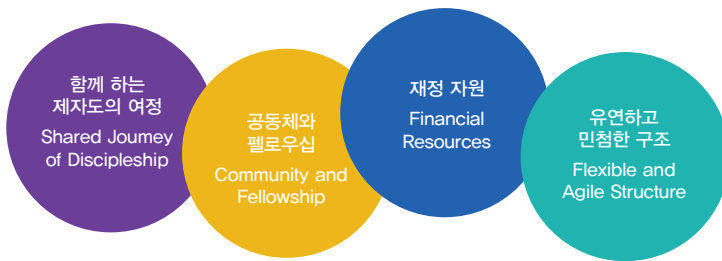 함께 하는
제자도의 여정
Shared Joumey
of Discipleship
공동체와
펠로우십
Community and
Fellowship
재정 자원
Financial
Resources
유연하고
민첩한 구조
Flexible and
Agile Structure